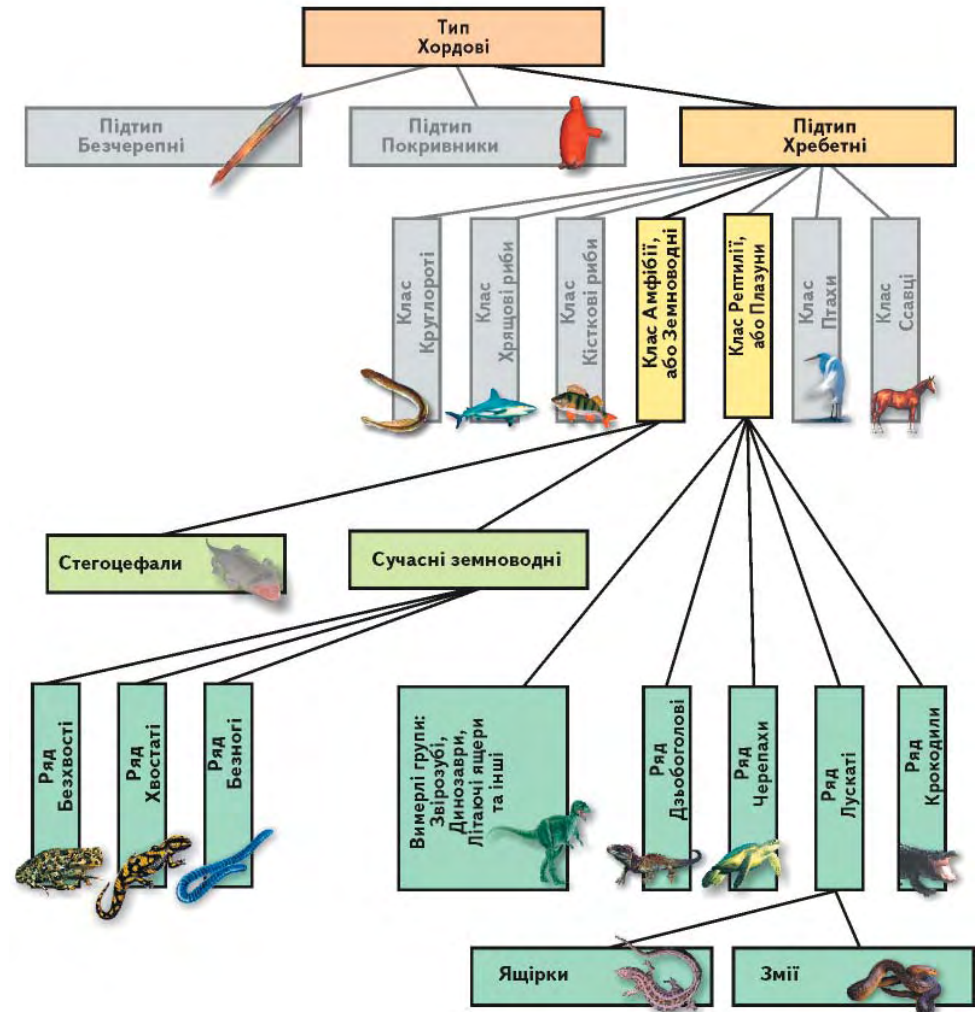 Тип
Хордові
Підтип
Безчерепні
Підтип
Покривники
Підтип
Хребетні
Клас
Круглороті
Клас
Хрящові риби
Клас
Кісткові риби
Клас Амфібії,
або Земноводні
Клас Рептилії,
або Плазуни
Клас
Птахи
Клас
Ссавці
Стегоцефали
Сучасні земноводні
Ряд
Безхвості
Ряд
Хвостаті
Ряд
Безногі
Вимерлі групи:
Звірозубі,
Динозаври,
Літаючі ящери
та інші
Ряд
Дзьобоголові
Ряд
Черепахи
Ряд
Лускаті
Ряд
Крокодили
Ящірки
Змії